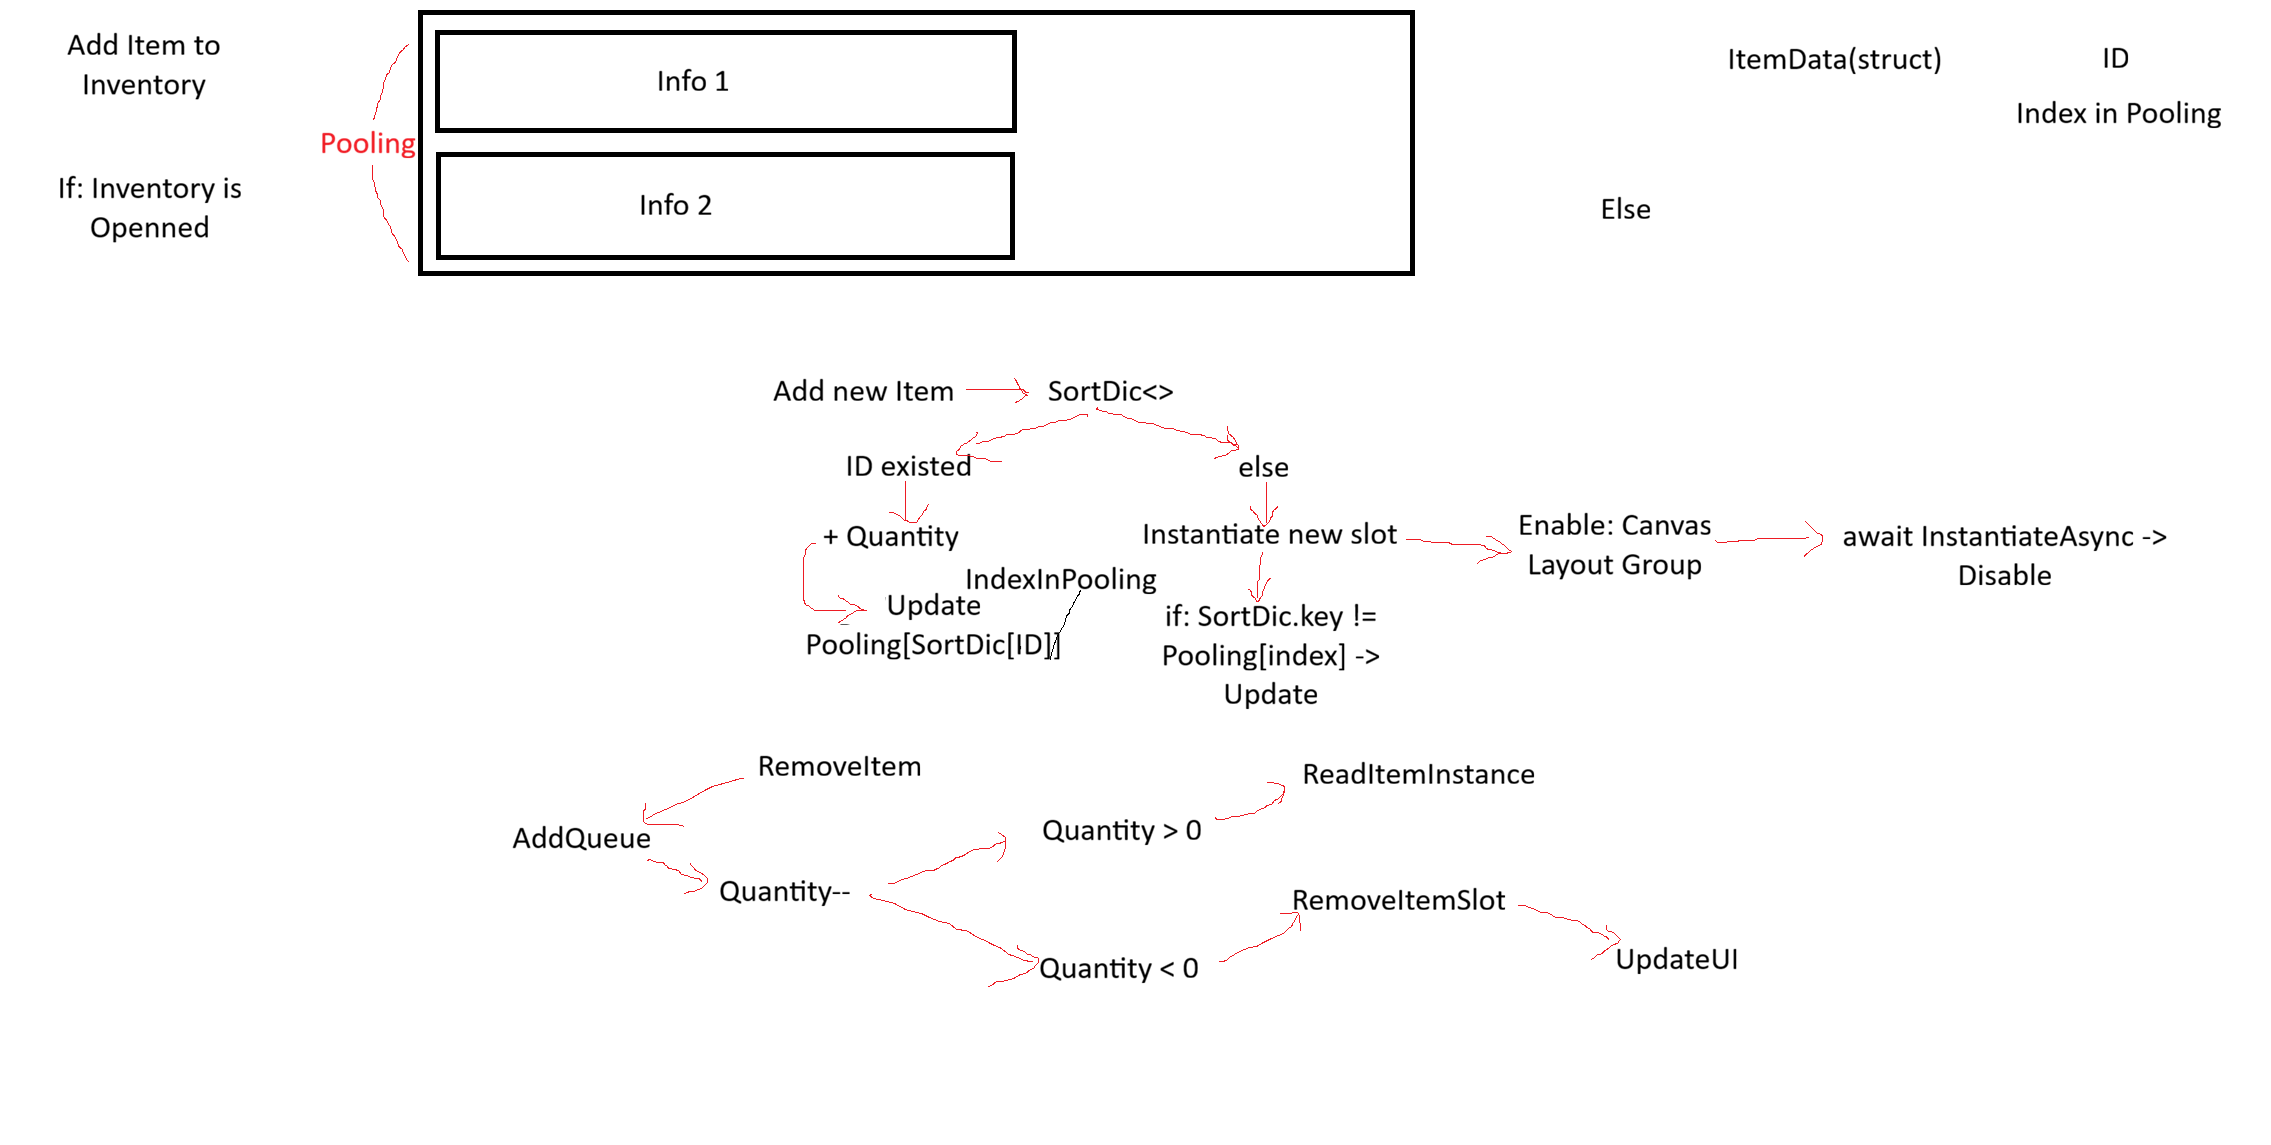 Add Item to
Inventory
Pooling
If: Inventory is
Openned
Info 1
Info 2
ItemData(struct)
ID
Index in Pooling
Else
Add new Item
SortDic<>
ID existed
else
+ Quantity
IndexInPooling
Update
Pooling[SortDic[ID]]
Instantiate new slot
if: SortDic.key !=
Pooling[index] ->
Update
Enable: Canvas
Layout Group
await InstantiateAsync ->
Disable
RemoveItem
AddQueue
Quantity--
Quantity > 0
ReadItemInstance
Quantity < 0
RemoveItemSlot
UpdateUI